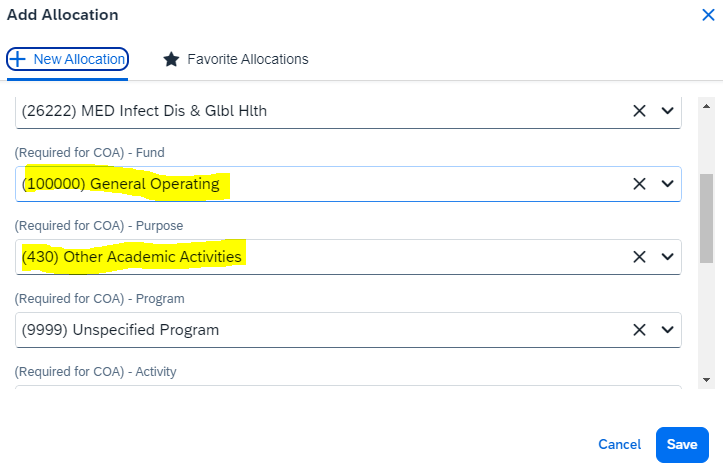 Add Allocation
New Allocation
Favorite Allocations
(26222) MED Infect Dis & Glbl Hlth
(Required for COA) - Fund
(100000) General Operating
(Required for COA) - Purpose
(430) Other Academic Activities
(Required for COA) - Program
(9999) Unspecified Program
(Required for COA) - Activity
Cancel
Save